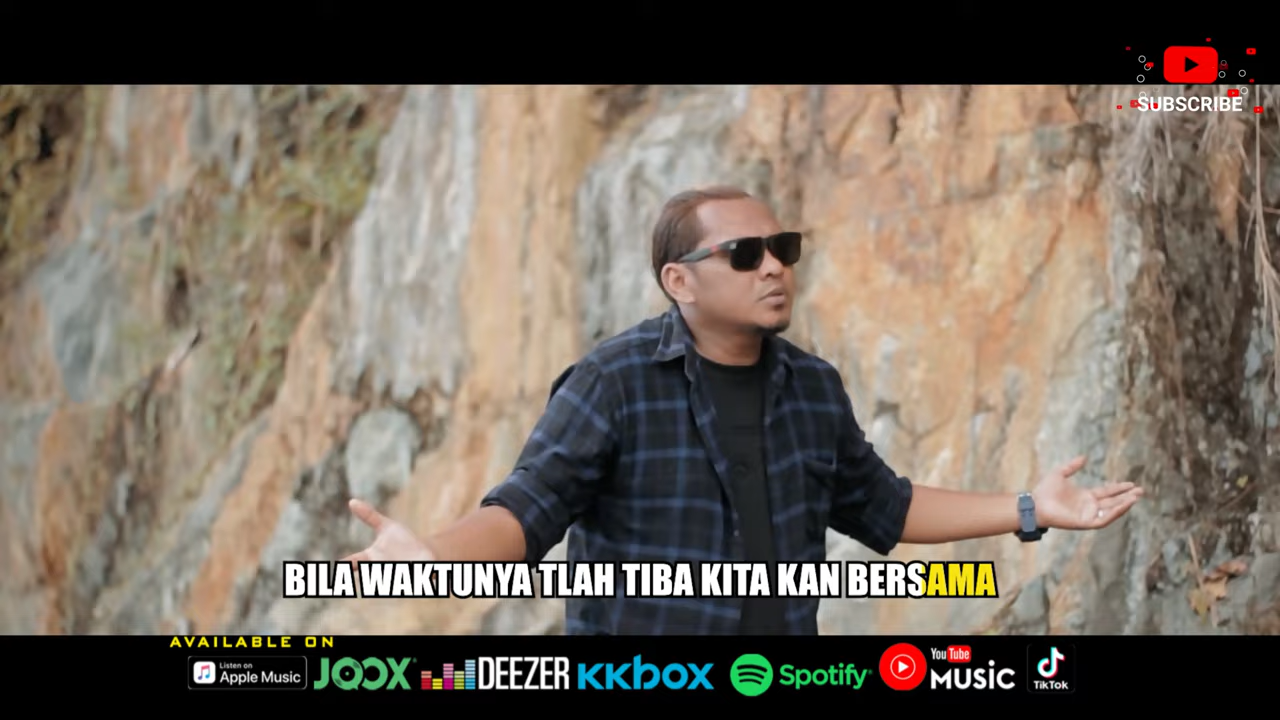 SUBSCRIBE
BILA WAKTUNYA TLAH TIBA KITA KAN BERSAMA
AVAILABLE ON
Listen on
Apple Music
JOOX
DEEZER
KKBOX
Spotify
YouTube
MUSIC
TikTok